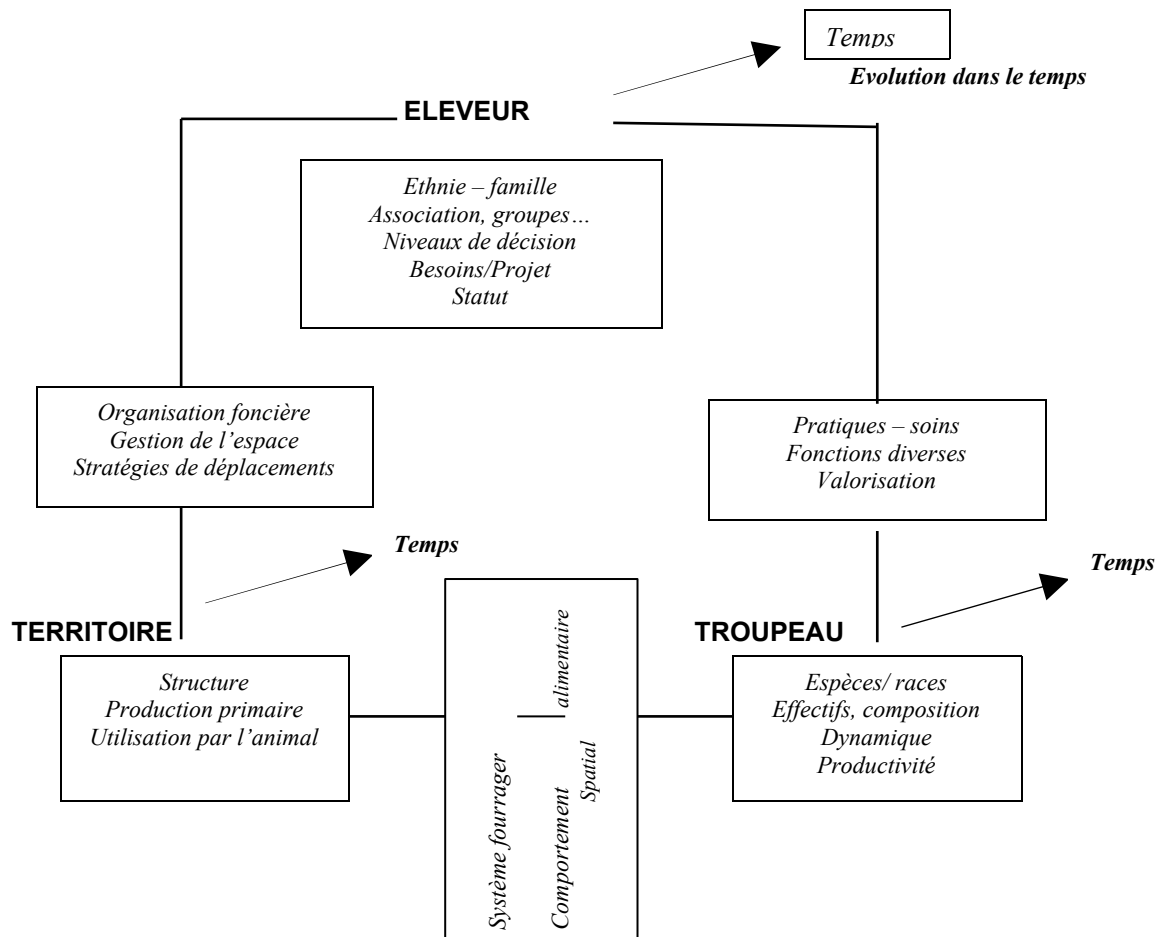 Temps
Evolution dans le temps
ELEVEUR
Ethnie – famille
Association, groupes…
Niveaux de décision
Besoins/Projet
Statut
Organisation foncière
Gestion de l’espace
Stratégies de déplacements
Pratiques – soins
Fonctions diverses
Valorisation
Temps
Temps
TERRITOIRE
TROUPEAU
Structure
Production primaire
Utilisation par l’animal
Système fourrager
Comportement
alimentaire
Spatial
Espèces/ races
Effectifs, composition
Dynamique
Productivité